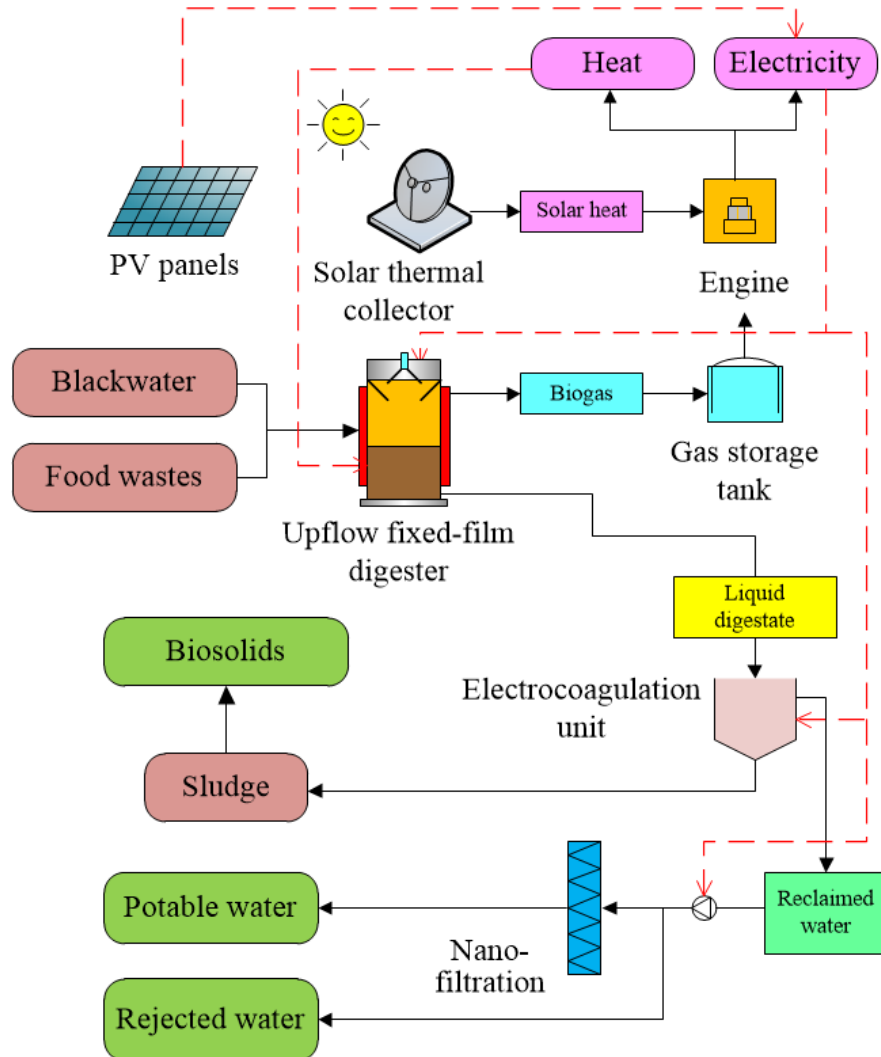 Heat
Electricity
Solar heat
PV panels
Solar thermal
collector
Engine
Blackwater
Biogas
Food wastes
Gas storage
tank
Upflow fixed-film
digester
Liquid
digestate
Biosolids
Electrocoagulation
unit
Sludge
Potable water
Reclaimed
water
Nano-
filtration
Rejected water